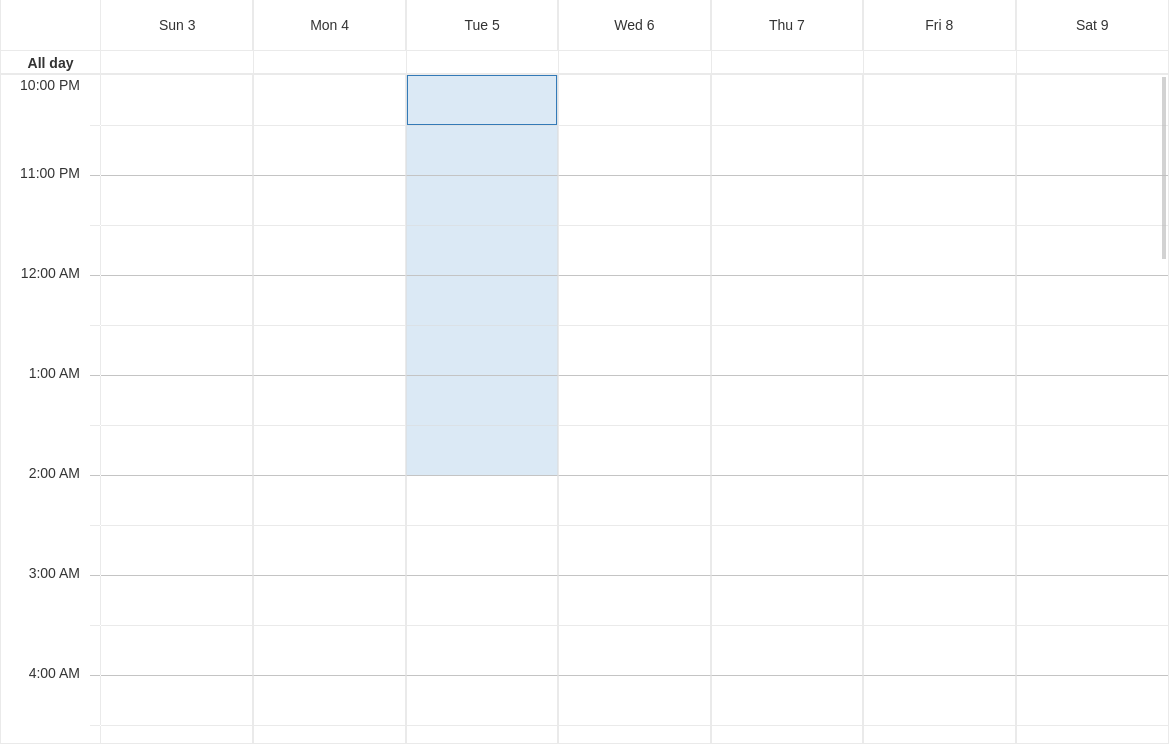 Sun 3 Mon 4 Tue 5 Wed 6 Thu 7 Fri 8 Sat 9
All day
10:00 PM
11:00 PM
12:00 AM
1:00 AM
2:00 AM
3:00 AM
4:00 AM